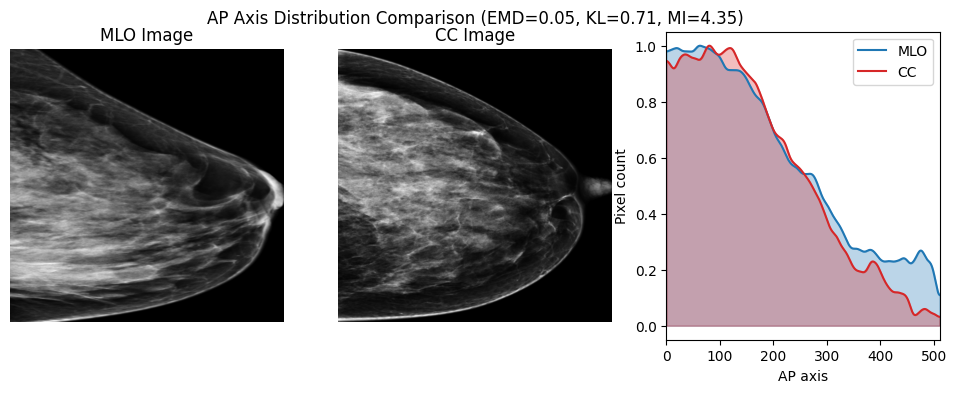 AP Axis Distribution Comparison (EMD=0.05, KL=0.71, MI=4.35)
MLO Image
CC Image
MLO
CC
Pixel count
1.0
0.8
0.6
0.4
0.2
0.0
0 100 200 300 400 500
AP axis